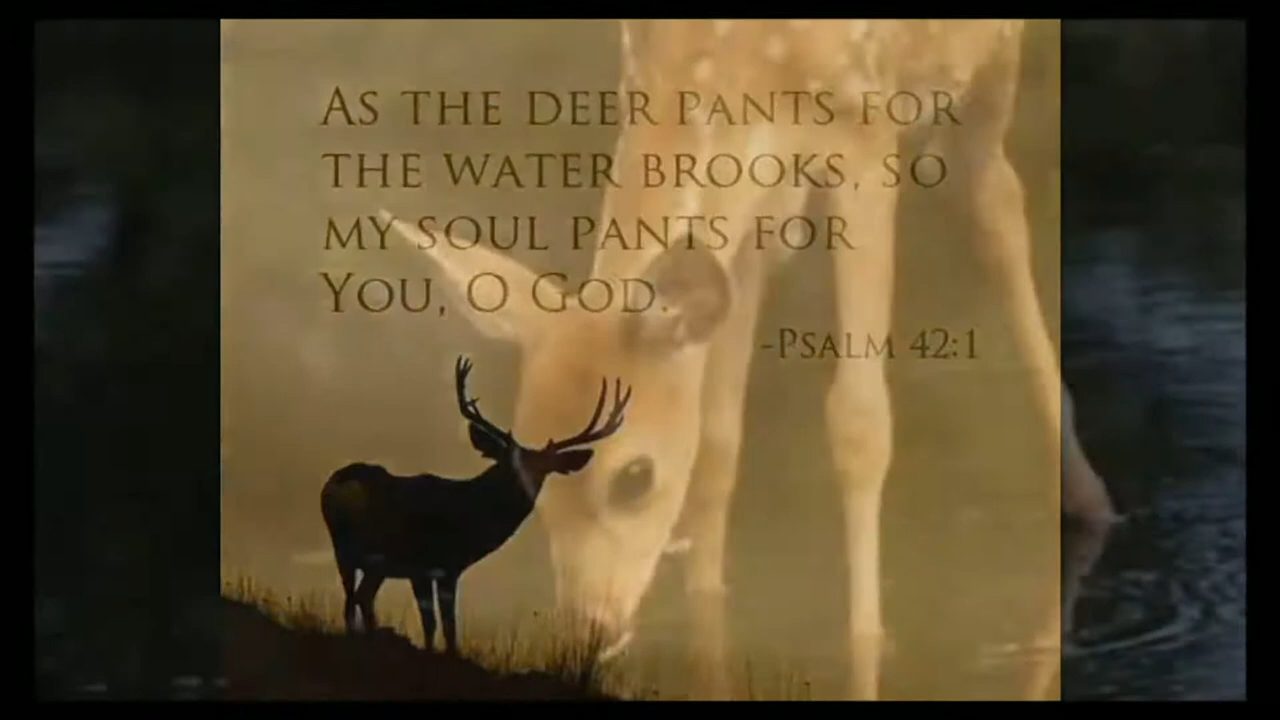 As the deer pants for
the water brooks, so
my soul pants for
You, O God.
-Psalm 42:1